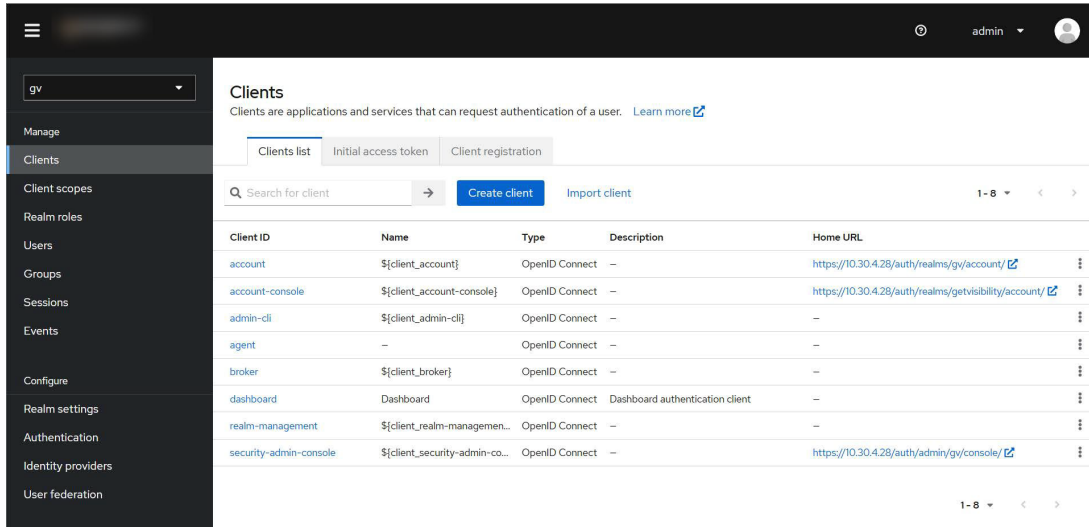 admin
gv
Manage
Clients
Client scopes
Realm roles
Users
Groups
Sessions
Events
Configure
Realm settings
Authentication
Identity providers
User federation
Clients
Clients are applications and services that can request authentication of a user. Learn more
Clients list Initial access token Client registration
Search for client Create client Import client 1 - 8
Client ID Name Type Description Home URL
account ${client_account} OpenID Connect – https://10.30.4.28/auth/realms/gv/account/
account-console ${client_account-console} OpenID Connect – https://10.30.4.28/auth/realms/getvisibility/account/
admin-cli ${client_admin-cli} OpenID Connect – –
agent – OpenID Connect – –
broker ${client_broker} OpenID Connect – –
dashboard Dashboard OpenID Connect Dashboard authentication client –
realm-management ${client_realm-managemen... OpenID Connect – –
security-admin-console ${client_security-admin-co... OpenID Connect – https://10.30.4.28/auth/admin/gv/console/
1 - 8